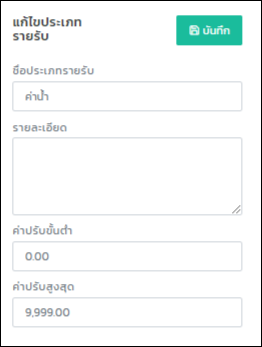 แก้ไขประเภท
รายรับ
บันทึก
ชื่อประเภทรายรับ
ค่าน้ำ
รายละเอียด
ค่าปรับขั้นต่ำ
0.00
ค่าปรับสูงสุด
9,999.00